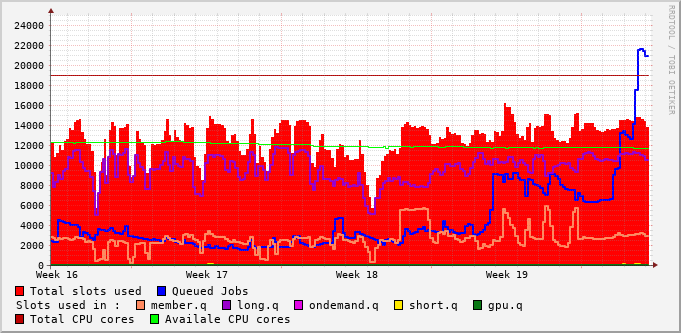 RRDTOOL / TOBI OETIKER
24000
22000
20000
18000
16000
14000
12000
10000
8000
6000
4000
2000
0
Week 16 Week 17 Week 18 Week 19
Total slots used Queued Jobs
Slots used in : member.q long.q ondemand.q short.q gpu.q
Total CPU cores Availale CPU cores